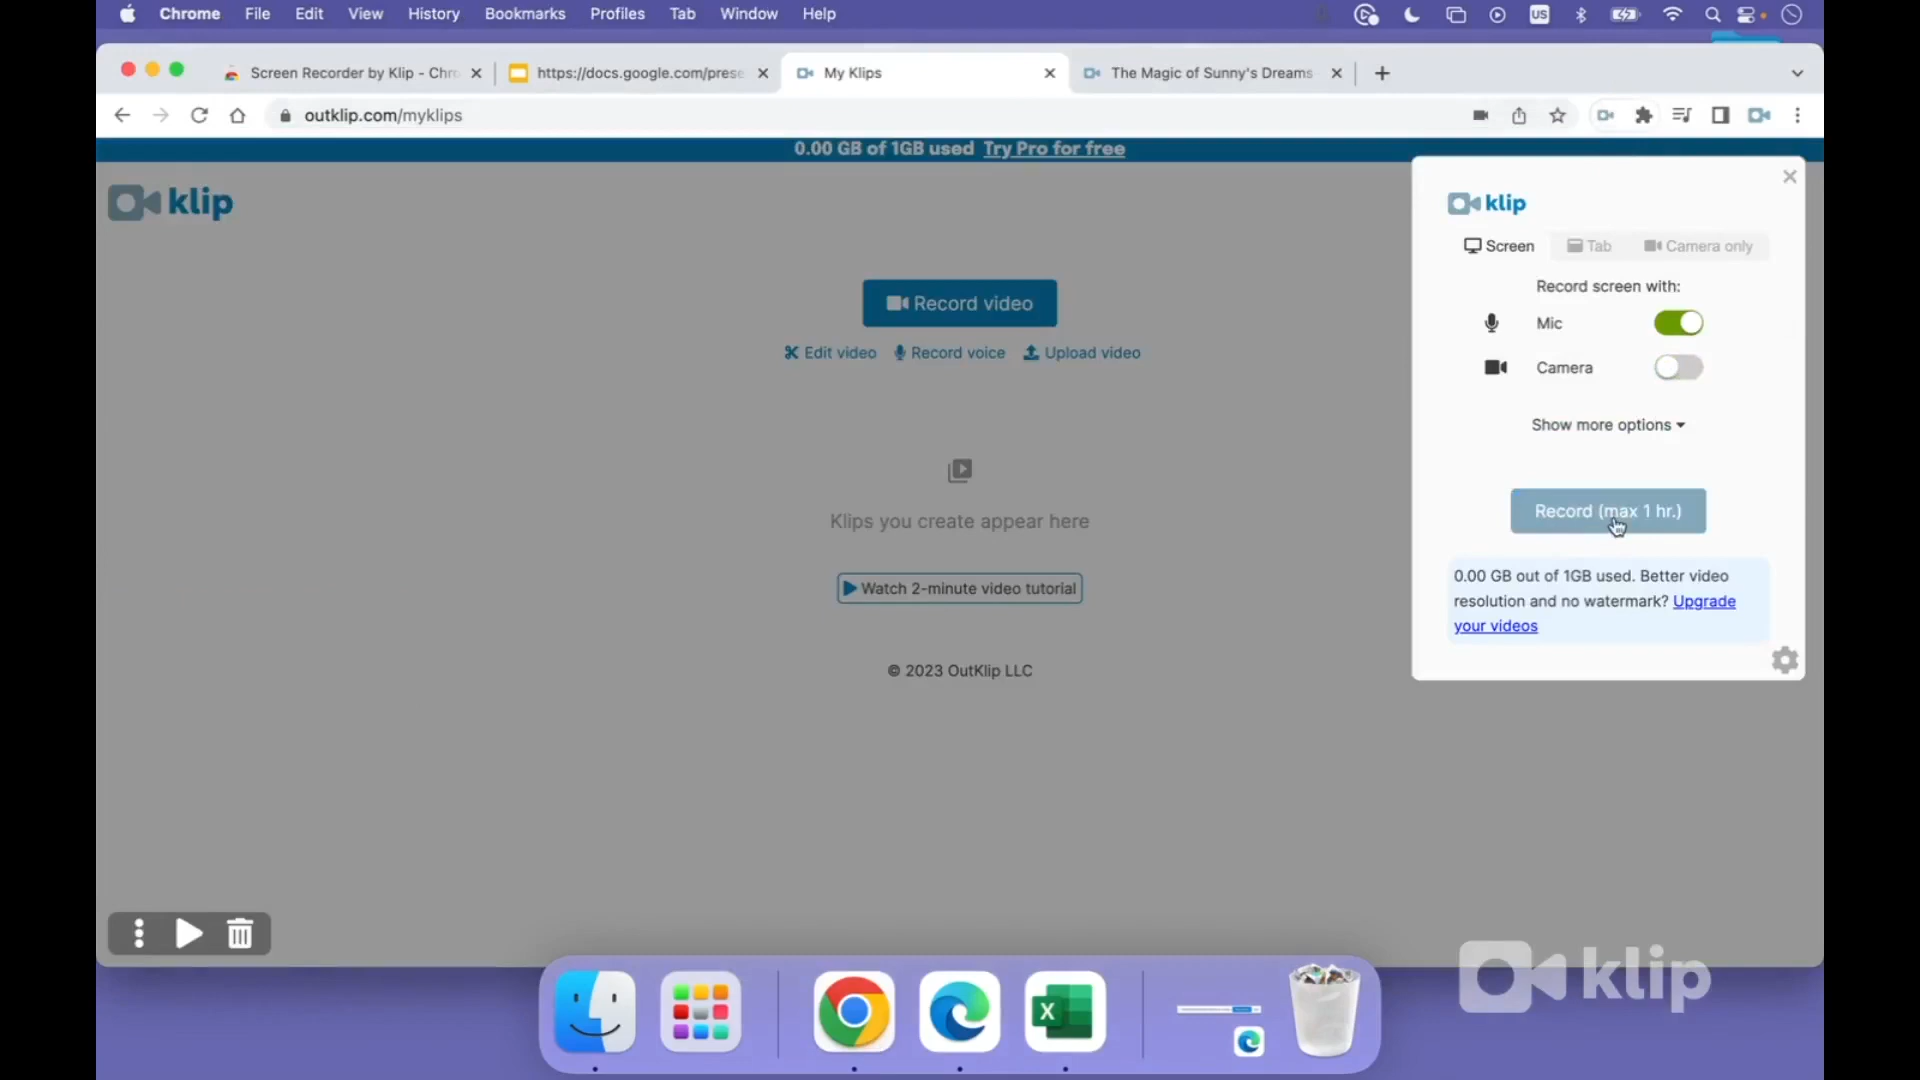 Chrome File Edit View History Bookmarks Profiles Tab Window Help US
Screen Recorder by Klip - Chro
https://docs.google.com/prese
My Klips
The Magic of Sunny's Dreams
outklip.com/myklips
0.00 GB of 1GB used Try Pro for free
klip
Record video
Edit video Record voice Upload video
Klips you create appear here
Watch 2-minute video tutorial
© 2023 OutKlip LLC
klip
Screen Tab Camera only
Record screen with:
Mic
Camera
Show more options
Record (max 1 hr.)
0.00 GB out of 1GB used. Better video
resolution and no watermark? Upgrade
your videos
klip
X